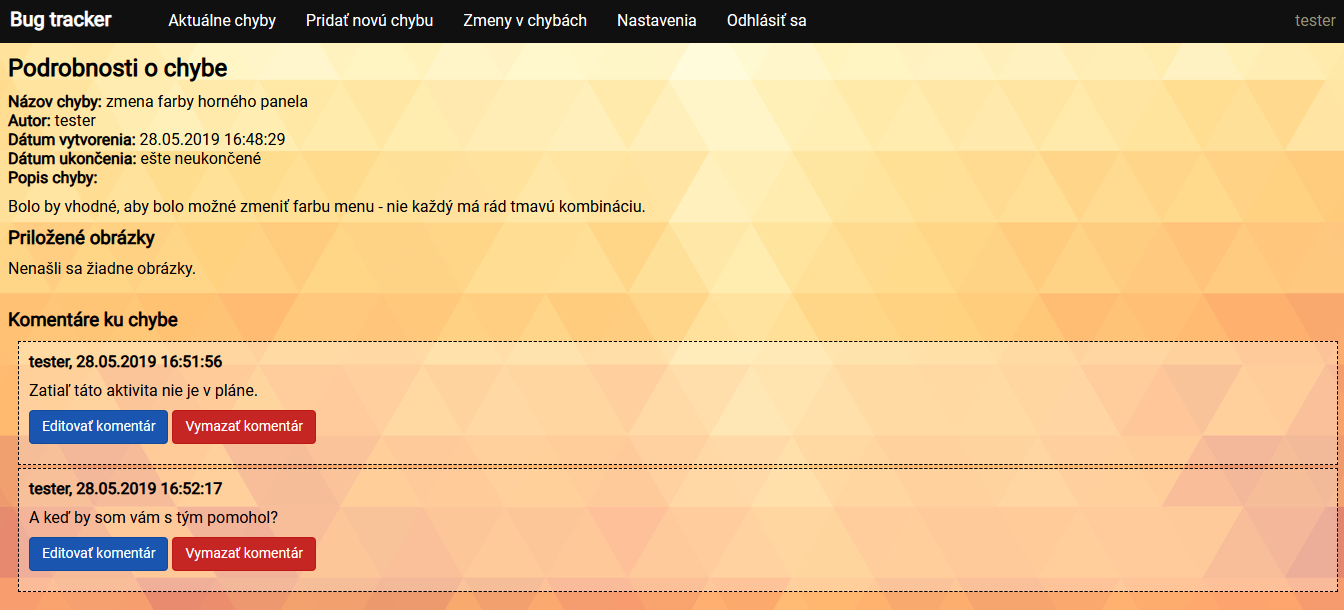 Bug tracker Aktuálne chyby Pridať novú chybu Zmeny v chybách Nastavenia Odhlásiť sa tester
Podrobnosti o chybe
Názov chyby: zmena farby horného panela
Autor: tester
Dátum vytvorenia: 28.05.2019 16:48:29
Dátum ukončenia: ešte neukončené
Popis chyby:
Bolo by vhodné, aby bolo možné zmeniť farbu menu - nie každý má rád tmavú kombináciu.
Priložené obrázky
Nenašli sa žiadne obrázky.
Komentáre ku chybe
tester, 28.05.2019 16:51:56
Zatiaľ táto aktivita nie je v pláne.
Editovať komentár Vymazať komentár
tester, 28.05.2019 16:52:17
A keď by som vám s tým pomohol?
Editovať komentár Vymazať komentár